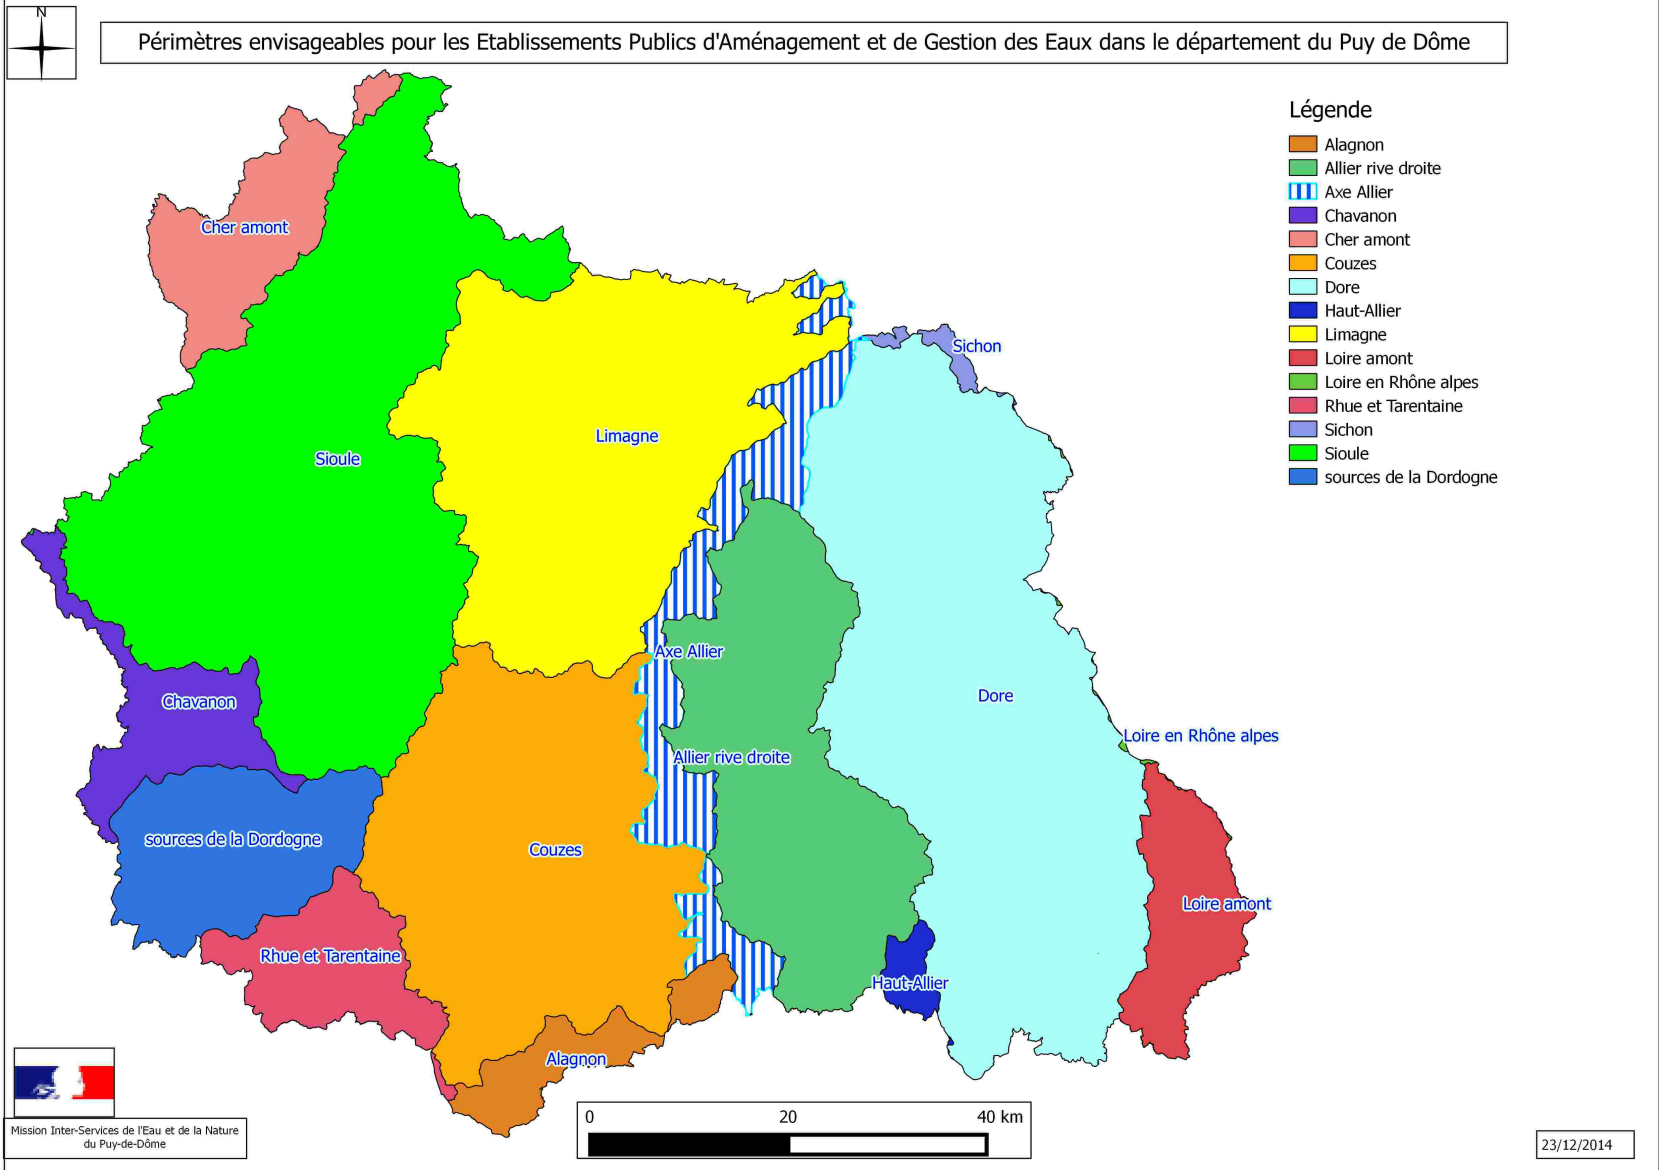 N
Périmètres envisageables pour les Etablissements Publics d'Aménagement et de Gestion des Eaux dans le département du Puy de Dôme
Légende
Alagnon
Allier rive droite
Axe Allier
Chavanon
Cher amont
Couzes
Dore
Haut-Allier
Limagne
Loire amont
Loire en Rhône alpes
Rhue et Tarentaine
Sichon
Sioule
sources de la Dordogne
Cher amont
Sichon
Limagne
Sioule
Axe Allier
Dore
Chavanon
Loire en Rhône alpes
Allier rive droite
sources de la Dordogne
Couzes
Loire amont
Rhue et Tarentaine
Haut-Allier
Alagnon
0 20 40 km
Mission Inter-Services de l'Eau et de la Nature
du Puy-de-Dôme
23/12/2014